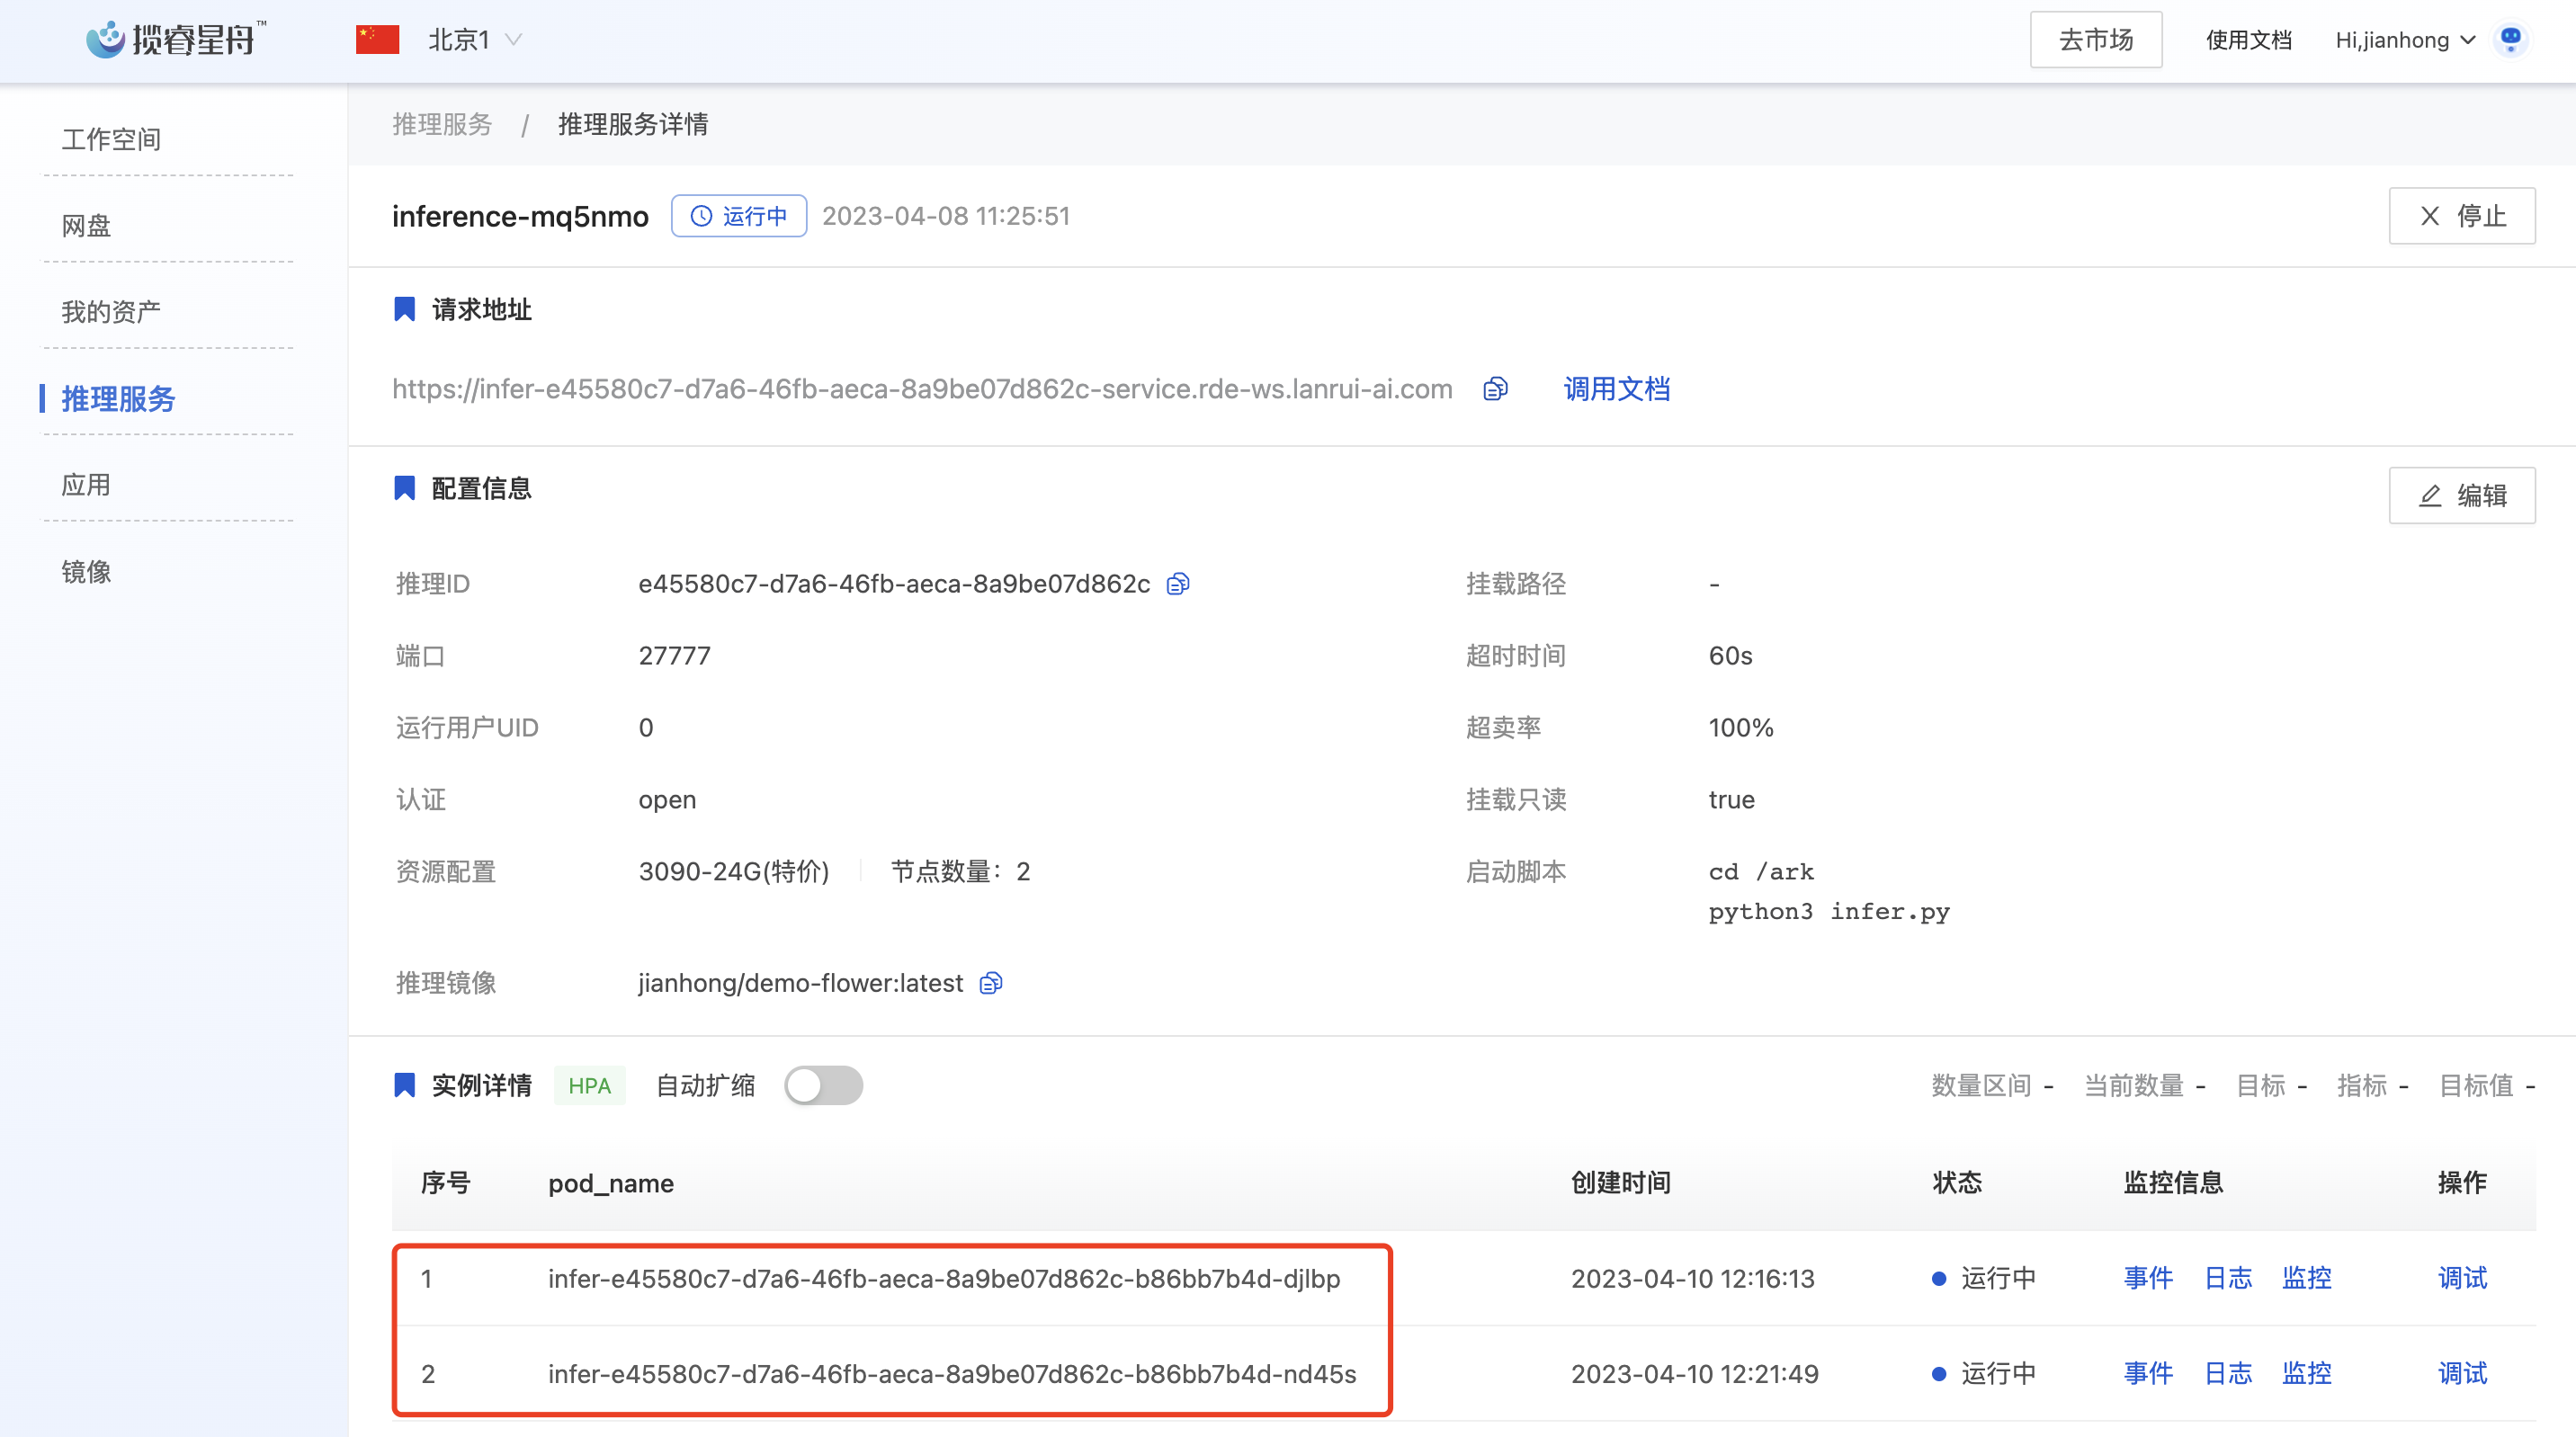 揽睿星舟™ 北京1 去市场 使用文档 Hi,jianhong
工作空间
网盘
我的资产
推理服务
应用
镜像
推理服务 / 推理服务详情
inference-mq5nmo 运行中 2023-04-08 11:25:51 停止
请求地址
https://infer-e45580c7-d7a6-46fb-aeca-8a9be07d862c-service.rde-ws.lanrui-ai.com 调用文档
配置信息 编辑
推理ID e45580c7-d7a6-46fb-aeca-8a9be07d862c 挂载路径 -
端口 27777 超时时间 60s
运行用户UID 0 超卖率 100%
认证 open 挂载只读 true
资源配置 3090-24G(特价) 节点数量：2 启动脚本 cd /ark
python3 infer.py
推理镜像 jianhong/demo-flower:latest
实例详情 HPA 自动扩缩 数量区间 - 当前数量 - 目标 - 指标 - 目标值 -
序号 pod_name 创建时间 状态 监控信息 操作
1 infer-e45580c7-d7a6-46fb-aeca-8a9be07d862c-b86bb7b4d-djlbp 2023-04-10 12:16:13 运行中 事件 日志 监控 调试
2 infer-e45580c7-d7a6-46fb-aeca-8a9be07d862c-b86bb7b4d-nd45s 2023-04-10 12:21:49 运行中 事件 日志 监控 调试